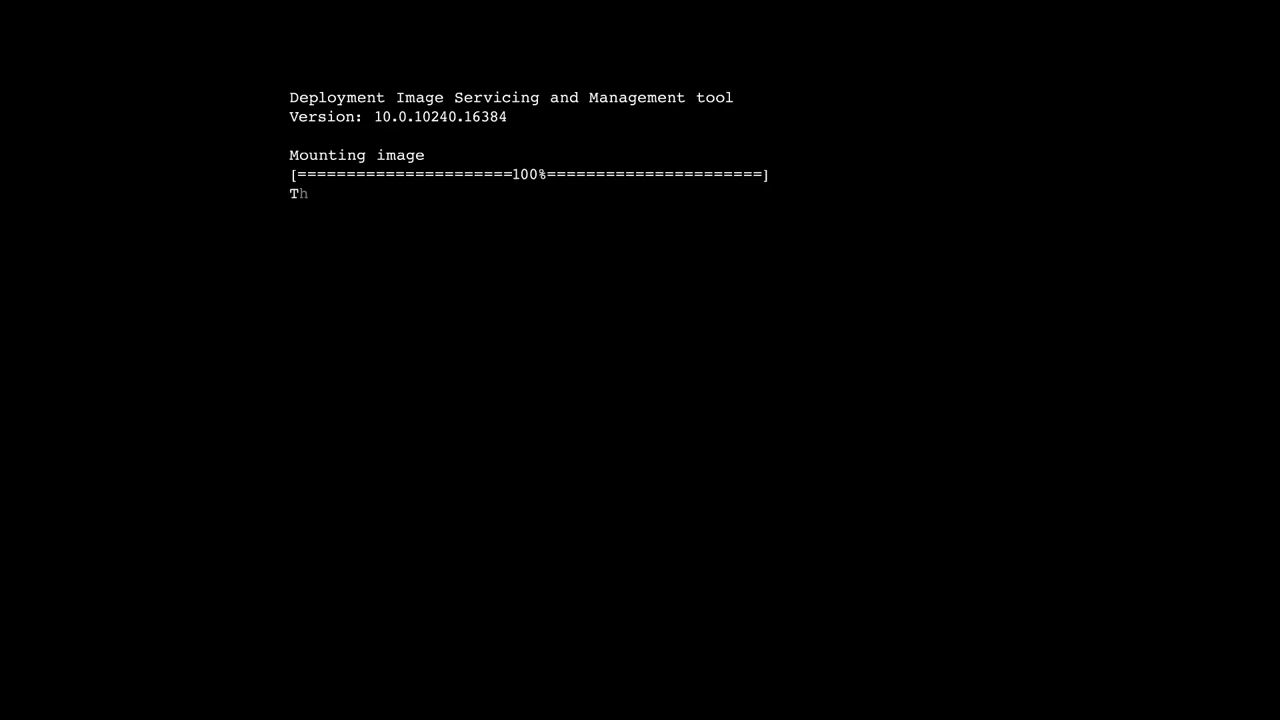 Deployment Image Servicing and Management tool
Version: 10.0.10240.16384
Mounting image
[======================100%======================]
Th